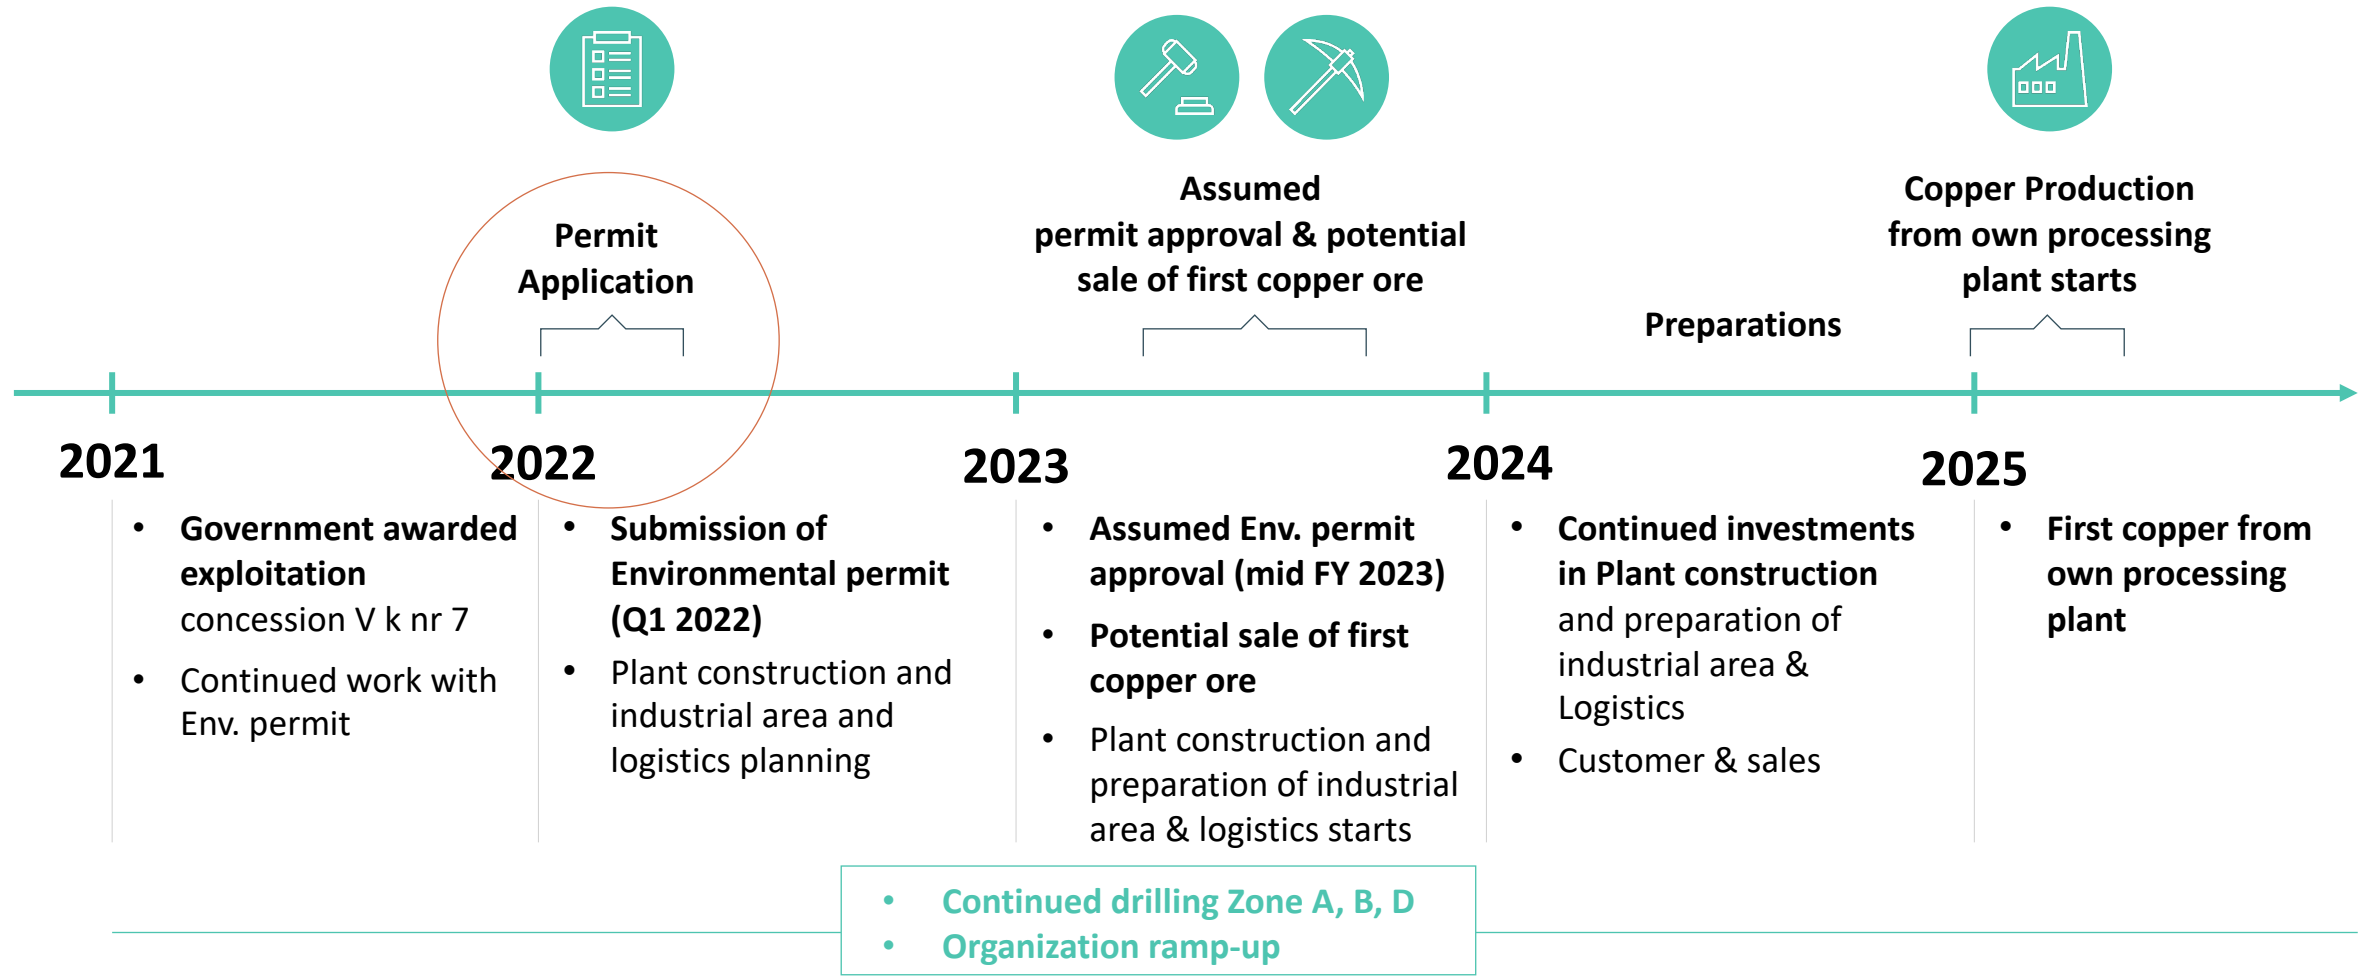 Permit
Application
Assumed
permit approval & potential
sale of first copper ore
Preparations
Copper Production
from own processing
plant starts
2021
2022
2023
2024
2025
• Government awarded
exploitation
concession V k nr 7
• Continued work with
Env. permit
• Submission of
Environmental permit
(Q1 2022)
• Plant construction and
industrial area and
logistics planning
• Assumed Env. permit
approval (mid FY 2023)
• Potential sale of first
copper ore
• Plant construction and
preparation of industrial
area & logistics starts
• Continued investments
in Plant construction
and preparation of
industrial area &
Logistics
• Customer & sales
• First copper from
own processing
plant
• Continued drilling Zone A, B, D
• Organization ramp-up